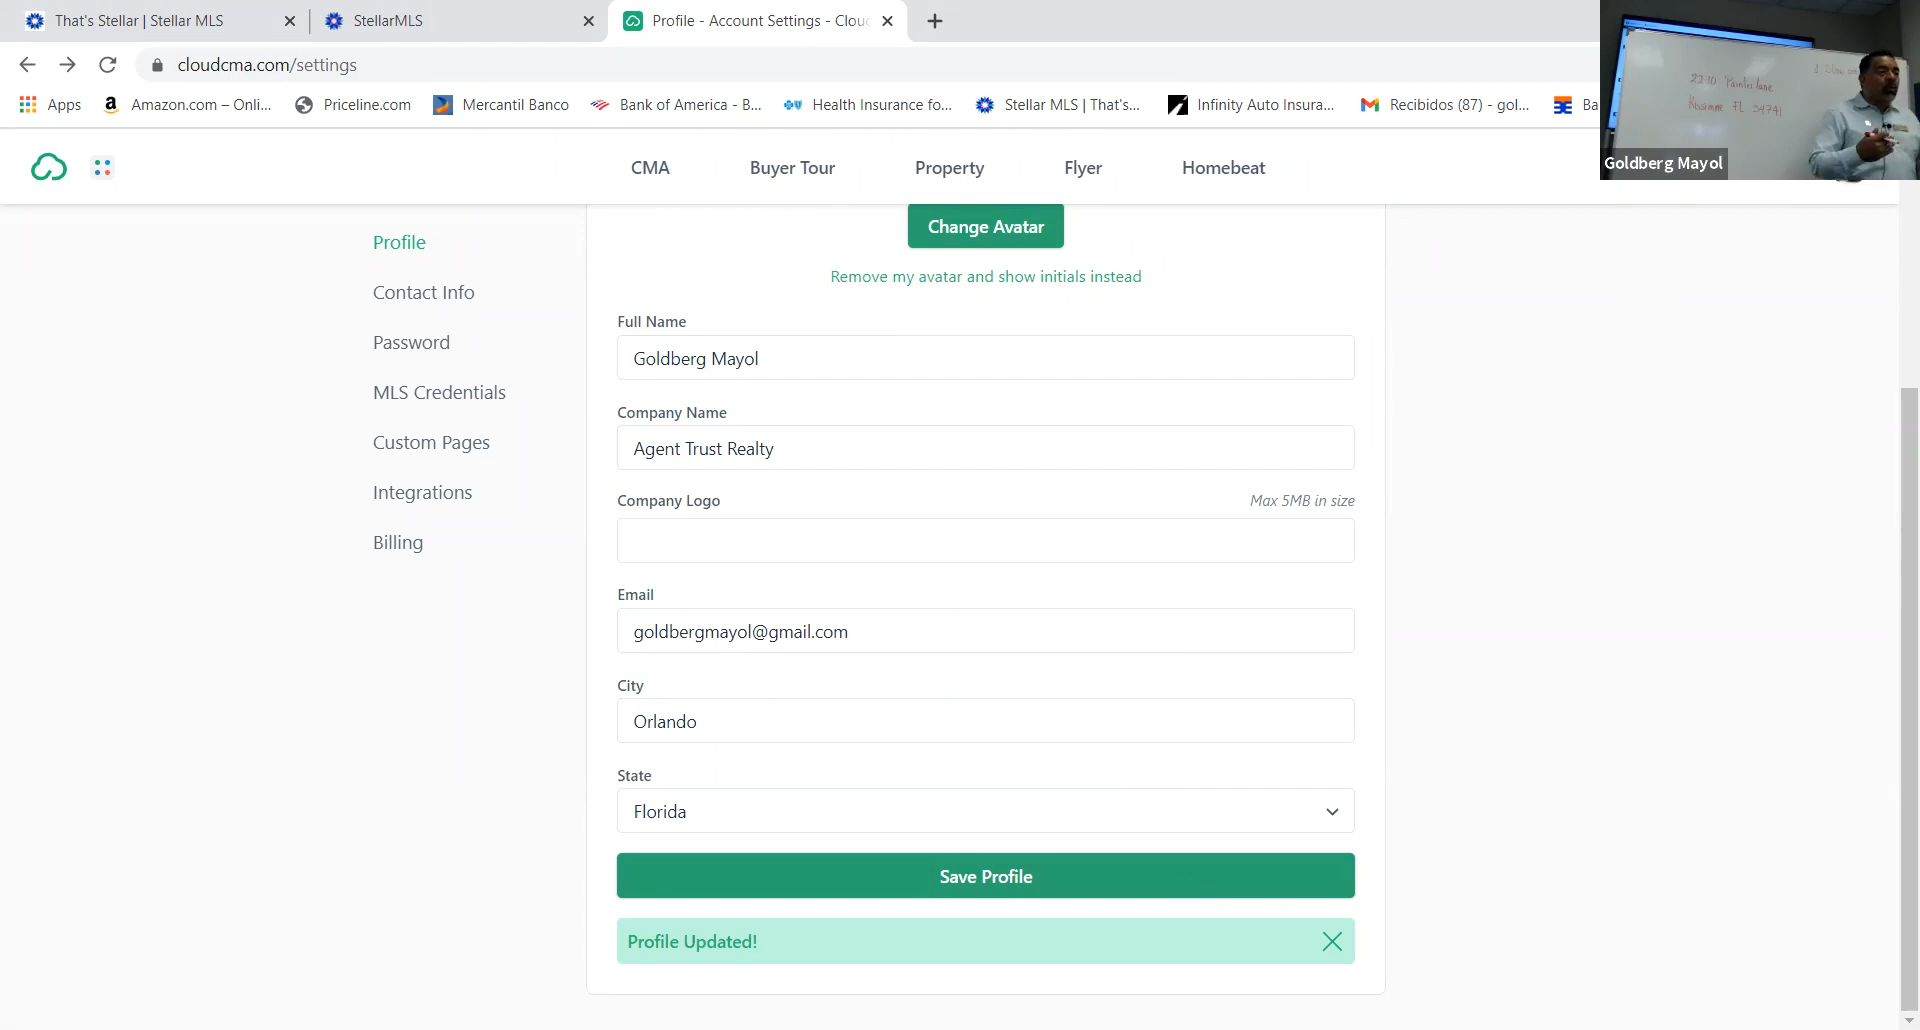 That's Stellar | Stellar MLS
StellarMLS
Profile - Account Settings - Clou
cloudcma.com/settings
Apps
Amazon.com – Onli...
Priceline.com
Mercantil Banco
Bank of America - B...
Health Insurance fo...
Stellar MLS | That's...
Infinity Auto Insura...
Recibidos (87) - gol...
Ba
Painter Lane
FL 34741
Goldberg Mayol
CMA
Buyer Tour
Property
Flyer
Homebeat
Profile
Contact Info
Password
MLS Credentials
Custom Pages
Integrations
Billing
Change Avatar
Remove my avatar and show initials instead
Full Name
Goldberg Mayol
Company Name
Agent Trust Realty
Company Logo
Max 5MB in size
Email
goldbergmayol@gmail.com
City
Orlando
State
Florida
Save Profile
Profile Updated!